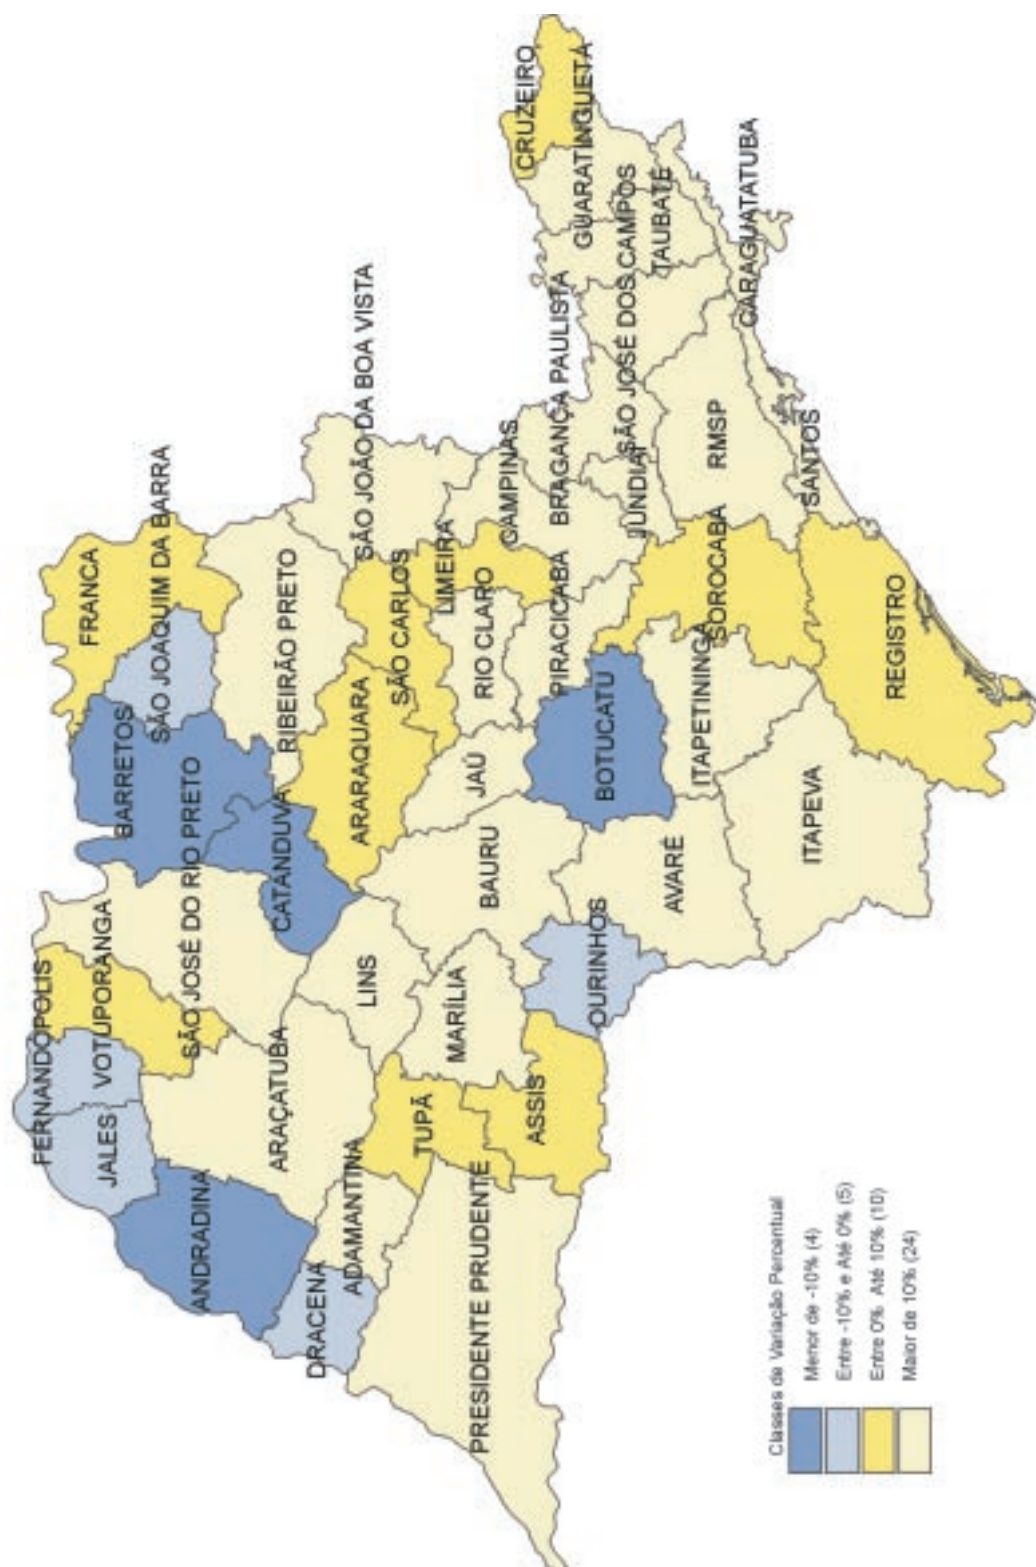 FERNANDÓPOLIS
JALES
VOTUPORANGA
ANDRADINA
SÃO JOSÉ DO RIO PRETO
BARRETOS
FRANCA
SÃO JOAQUIM DA BARRA
DRACENA
ADAMANTINA
ARAÇATUBA
CATANDUVA
RIBEIRÃO PRETO
LINS
ARARAQUARA
SÃO CARLOS
SÃO JOÃO DA BOA VISTA
TUPÃ
MARÍLIA
BAURU
JAÚ
RIO CLARO
LIMEIRA
CAMPINAS
PRESIDENTE PRUDENTE
ASSIS
OURINHOS
BOTUCATU
PIRACICABA
BRAGANÇA PAULISTA
CRUZEIRO
GUARATINGUETÁ
AVARÉ
ITAPETININGA
SOROCABA
JUNDIAÍ
SÃO JOSÉ DOS CAMPOS
TAUBATÉ
RMSP
CARAGUATATUBA
ITAPEVA
REGISTRO
SANTOS
Classes de Variação Percentual
Menor de -10% (4)
Entre -10% e Até 0% (5)
Entre 0% Até 10% (10)
Maior de 10% (24)